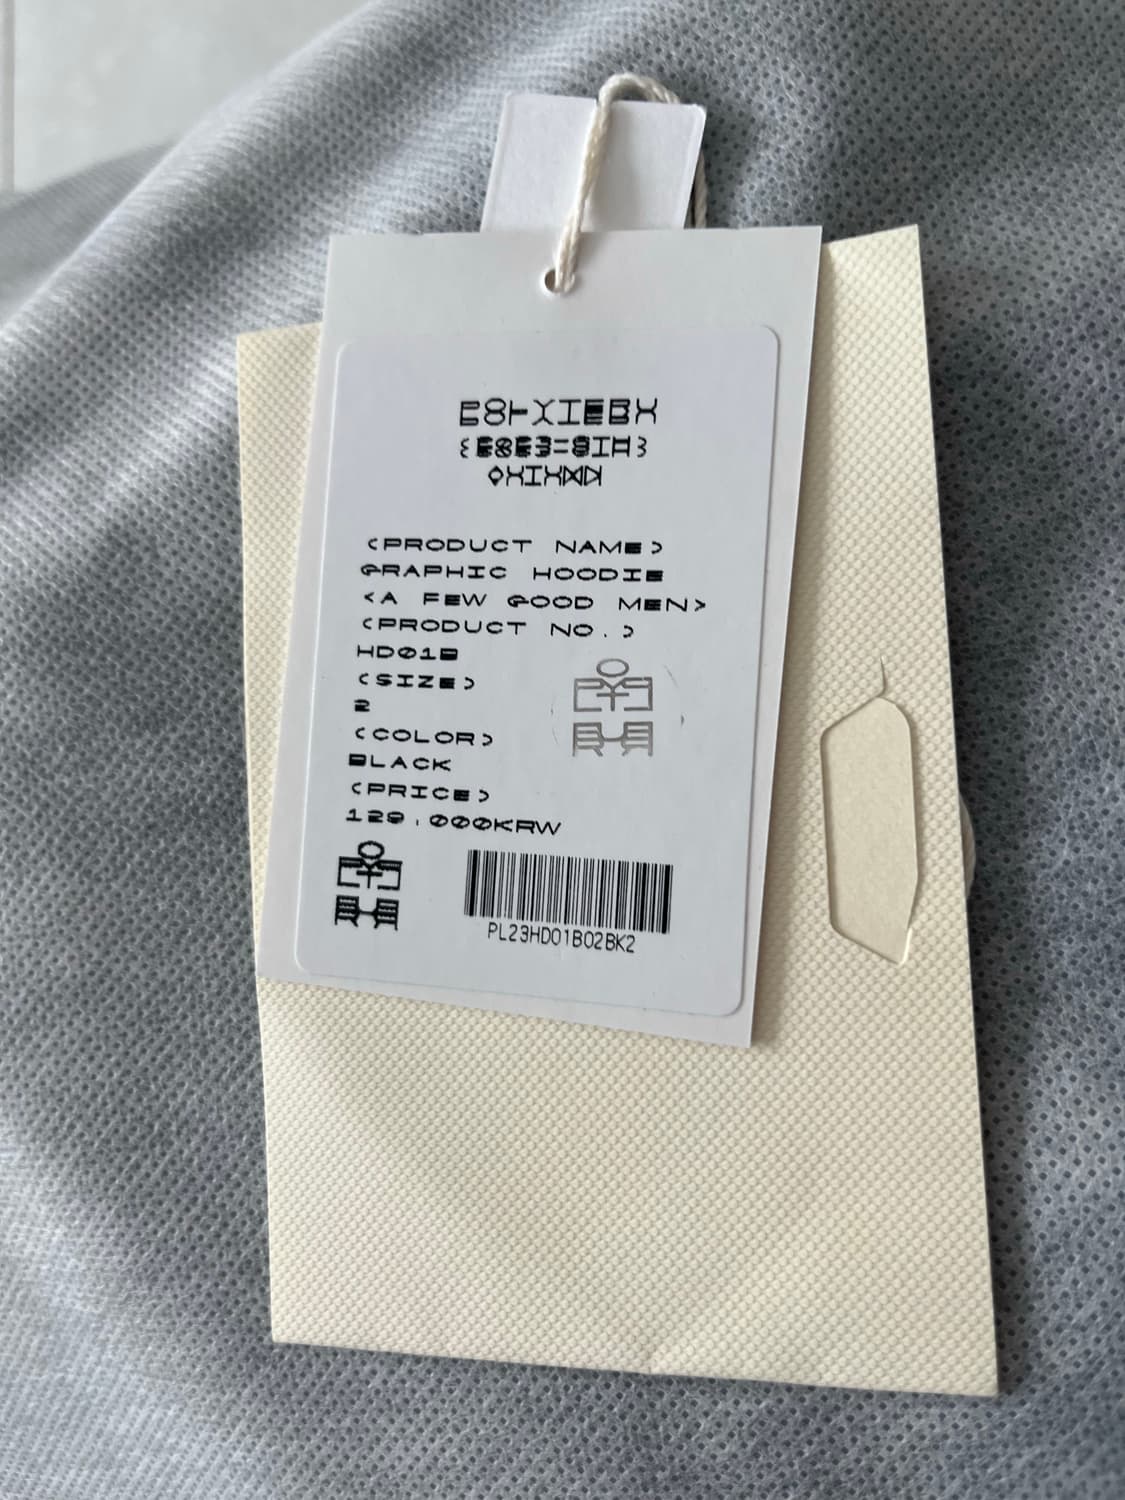 <PRODUCT NAME>
GRAPHIC HOODIE
<A FEW GOOD MEN>
<PRODUCT NO.>
HD01B
<SIZE>
2
<COLOR>
BLACK
<PRICE>
129,000KRW
PL23HD01B02BK2